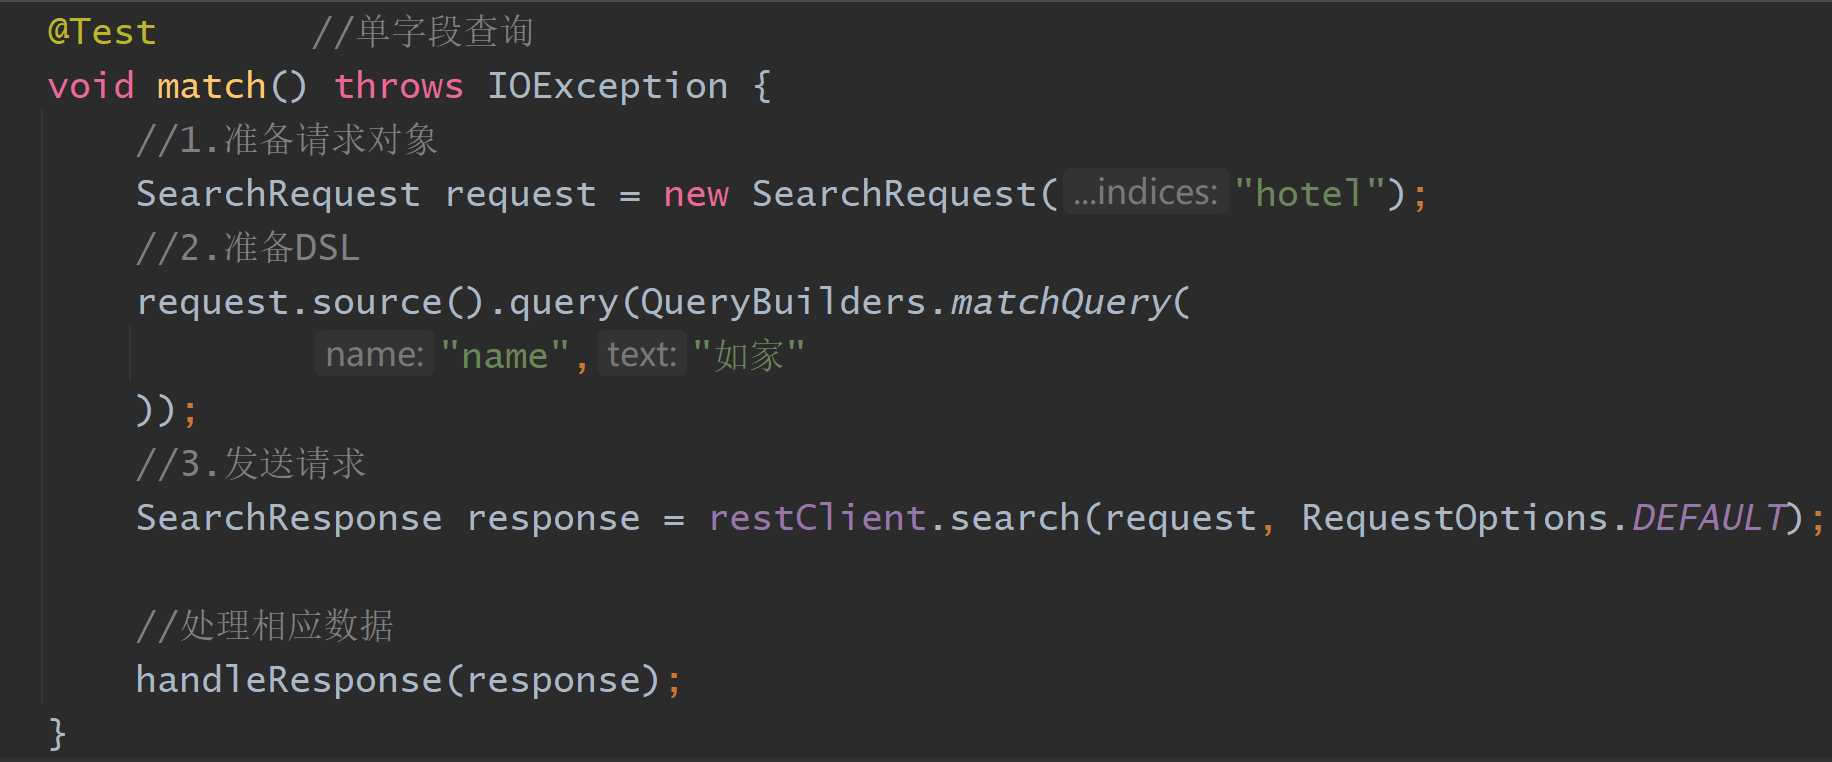 @Test //单字段查询
void match() throws IOException {
//1.准备请求对象
SearchRequest request = new SearchRequest( ...indices: "hotel");
//2.准备DSL
request.source().query(QueryBuilders.matchQuery(
name: "name", text: "如家"
));
//3.发送请求
SearchResponse response = restClient.search(request, RequestOptions.DEFAULT);
//处理相应数据
handleResponse(response);
}